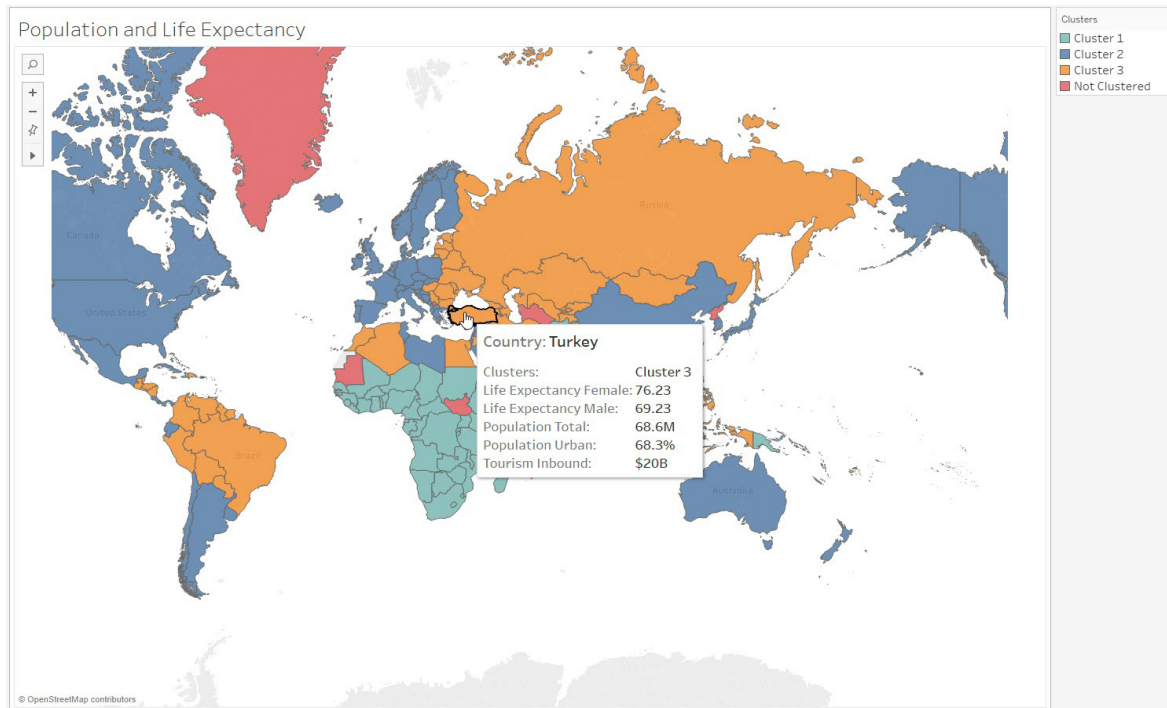 Population and Life Expectancy
Clusters
Cluster 1
Cluster 2
Cluster 3
Not Clustered
Russia
Canada
United States
Country: Turkey
Clusters: Cluster 3
Life Expectancy Female: 76.23
Life Expectancy Male: 69.23
Population Total: 68.6M
Population Urban: 68.3%
Tourism Inbound: $20B
Brazil
Australia
© OpenStreetMap contributors